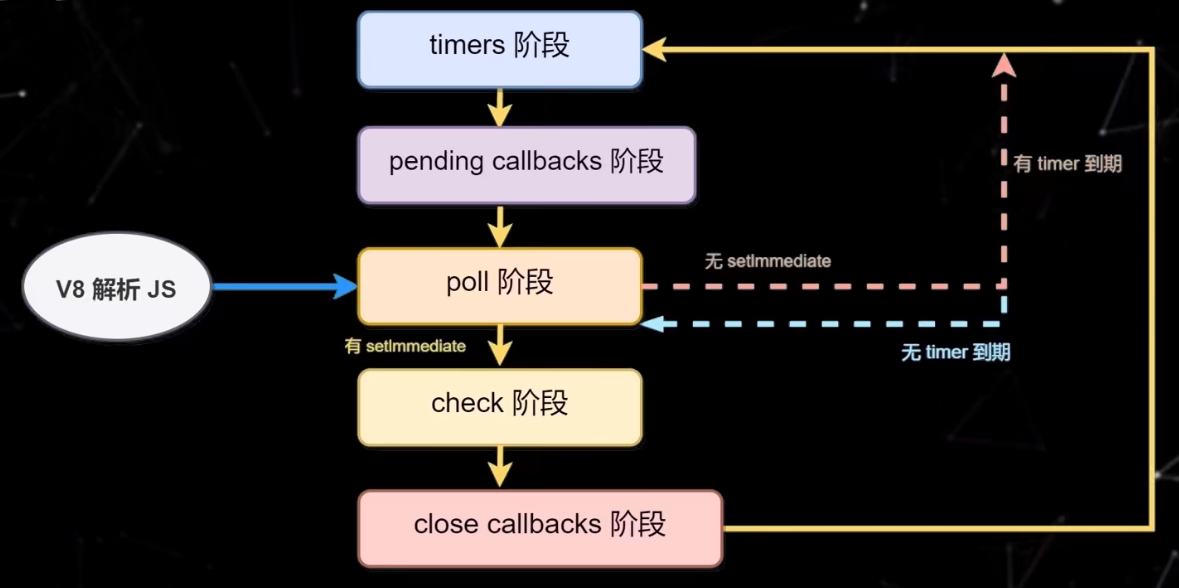 timers 阶段
pending callbacks 阶段
有 timer 到期
无 setImmediate
V8 解析 JS
poll 阶段
有 setImmediate
无 timer 到期
check 阶段
close callbacks 阶段